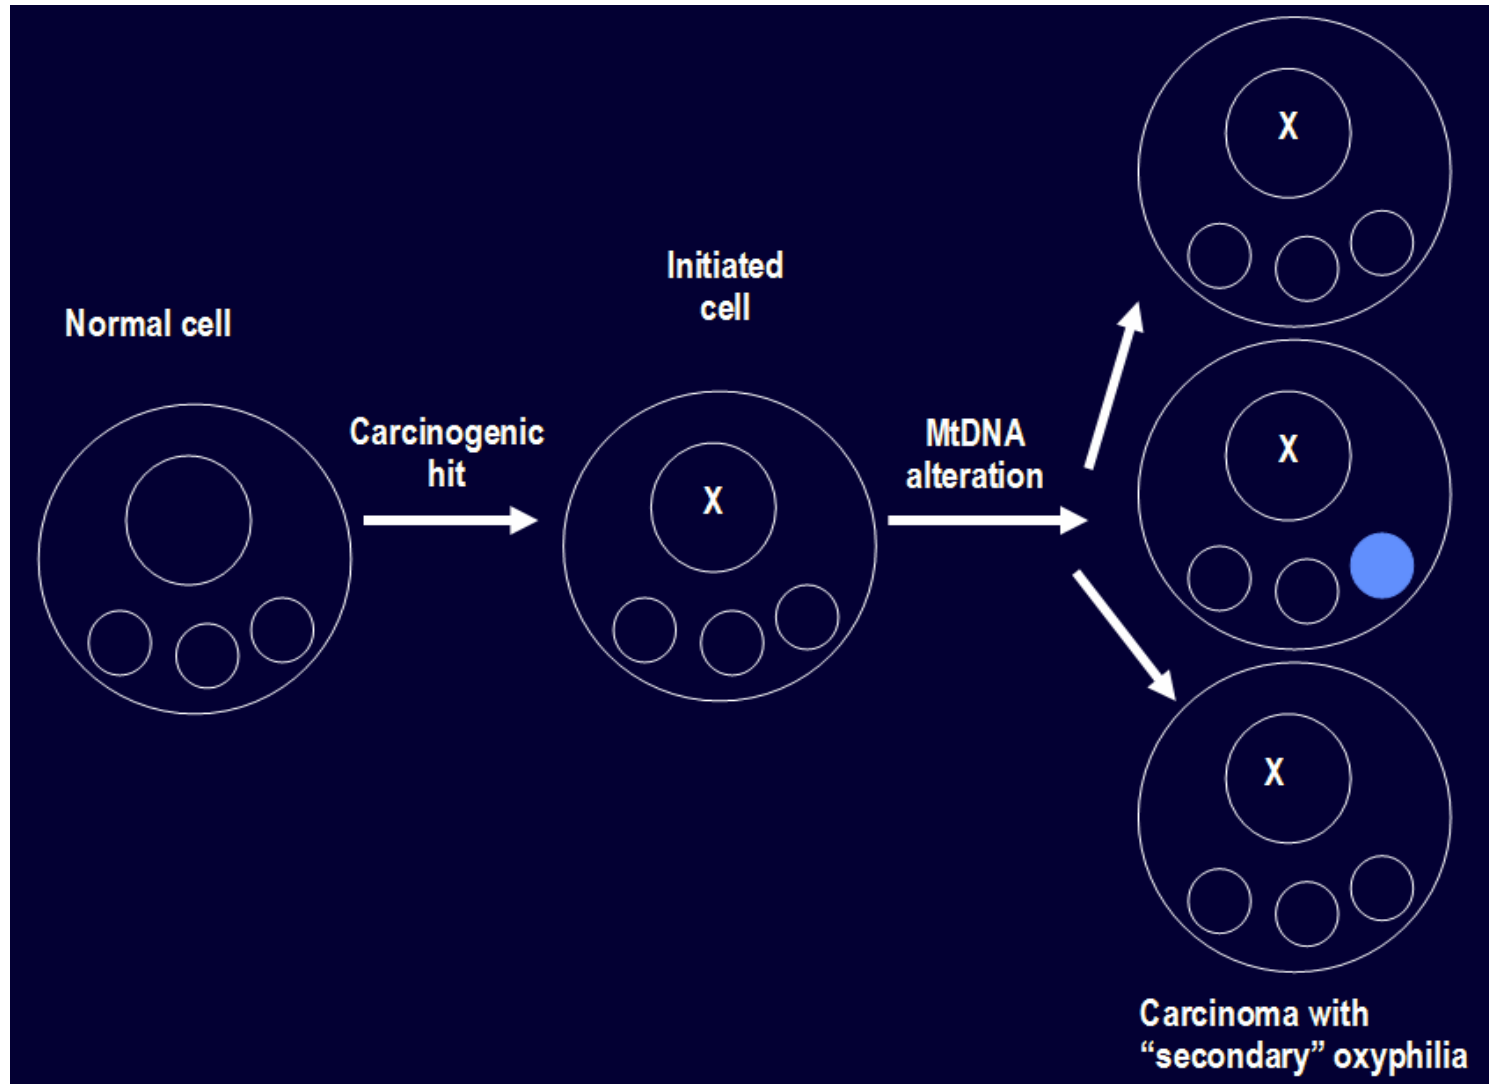 Normal cell
Carcinogenic
hit
Initiated
cell
X
MtDNA
alteration
X
X
X
Carcinoma with
“secondary” oxyphilia